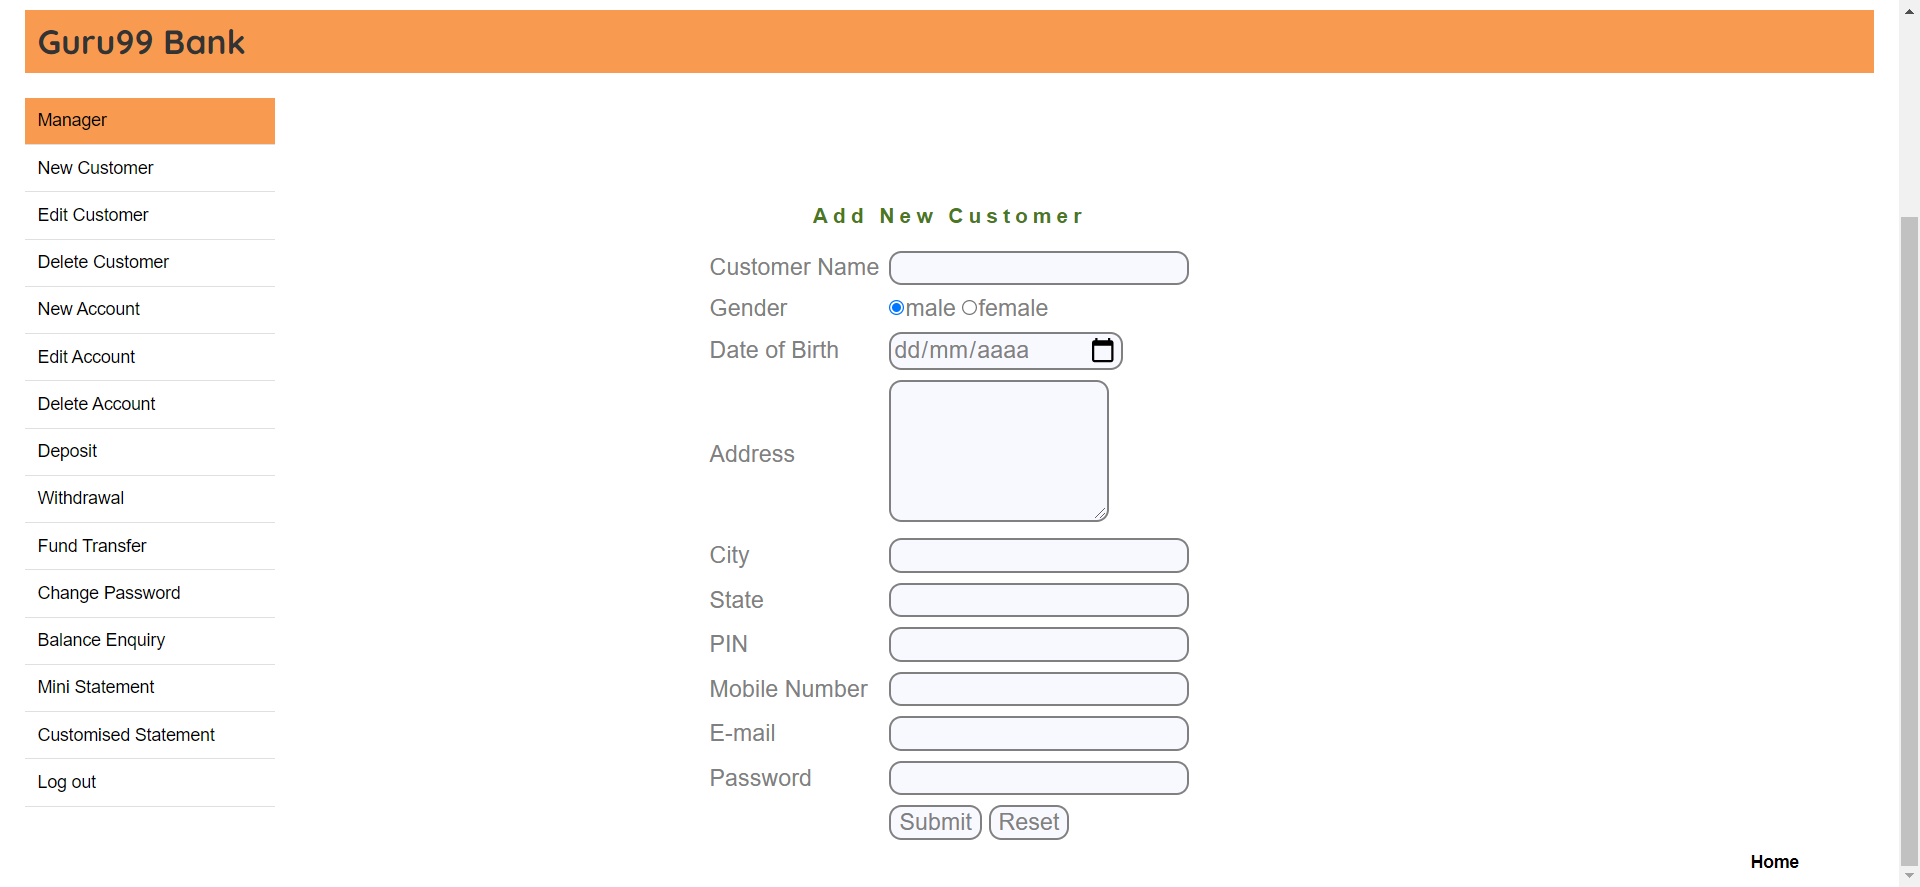 Guru99 Bank
Manager
New Customer
Edit Customer
Delete Customer
New Account
Edit Account
Delete Account
Deposit
Withdrawal
Fund Transfer
Change Password
Balance Enquiry
Mini Statement
Customised Statement
Log out
Add New Customer
Customer Name
Gender male female
Date of Birth dd/mm/aaaa
Address
City
State
PIN
Mobile Number
E-mail
Password
Submit Reset
Home